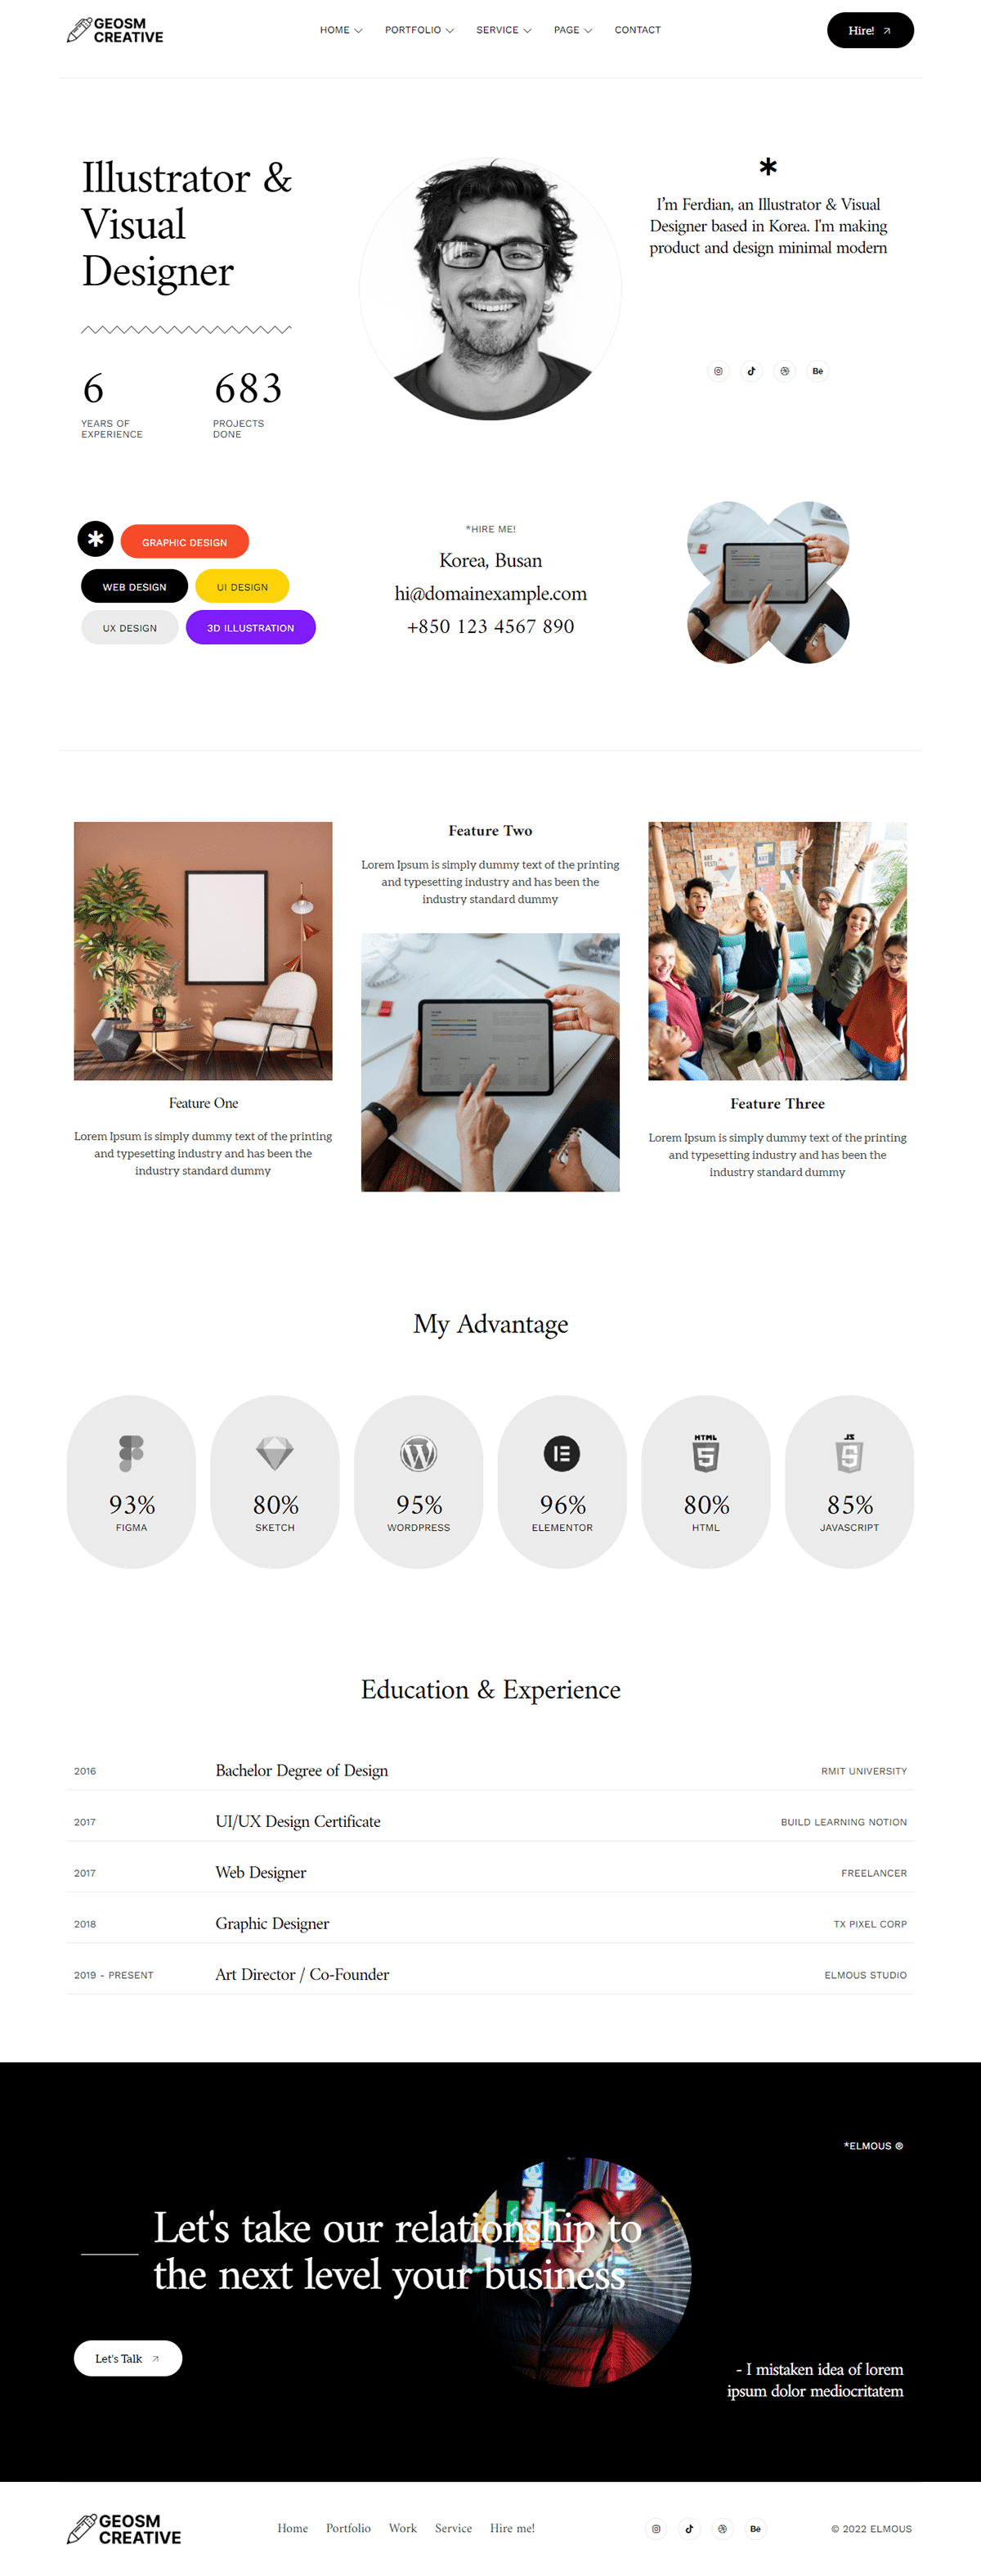 GEOSM
CREATIVE
HOME
PORTFOLIO
SERVICE
PAGE
CONTACT
Hire!
Illustrator &
Visual
Designer
6
YEARS OF
EXPERIENCE
683
PROJECTS
DONE
I'm Ferdian, an Illustrator & Visual
Designer based in Korea. I'm making
product and design minimal modern
Bē
GRAPHIC DESIGN
WEB DESIGN
UI DESIGN
UX DESIGN
3D ILLUSTRATION
*HIRE ME!
Korea, Busan
hi@domainexample.com
+850 123 4567 890
Feature One
Lorem Ipsum is simply dummy text of the printing
and typesetting industry and has been the
industry standard dummy
Feature Two
Lorem Ipsum is simply dummy text of the printing
and typesetting industry and has been the
industry standard dummy
Feature Three
Lorem Ipsum is simply dummy text of the printing
and typesetting industry and has been the
industry standard dummy
My Advantage
93%
FIGMA
80%
SKETCH
95%
WORDPRESS
96%
ELEMENTOR
HTML
5
80%
HTML
JS
5
85%
JAVASCRIPT
Education & Experience
2016 Bachelor Degree of Design RMIT UNIVERSITY
2017 UI/UX Design Certificate BUILD LEARNING NOTION
2017 Web Designer FREELANCER
2018 Graphic Designer TX PIXEL CORP
2019 - PRESENT Art Director / Co-Founder ELMOUS STUDIO
*ELMOUS ®
Let's take our relationship to
the next level your business
Let's Talk
- I mistaken idea of lorem
ipsum dolor mediocritatem
GEOSM
CREATIVE
Home Portfolio Work Service Hire me!
Bē
© 2022 ELMOUS